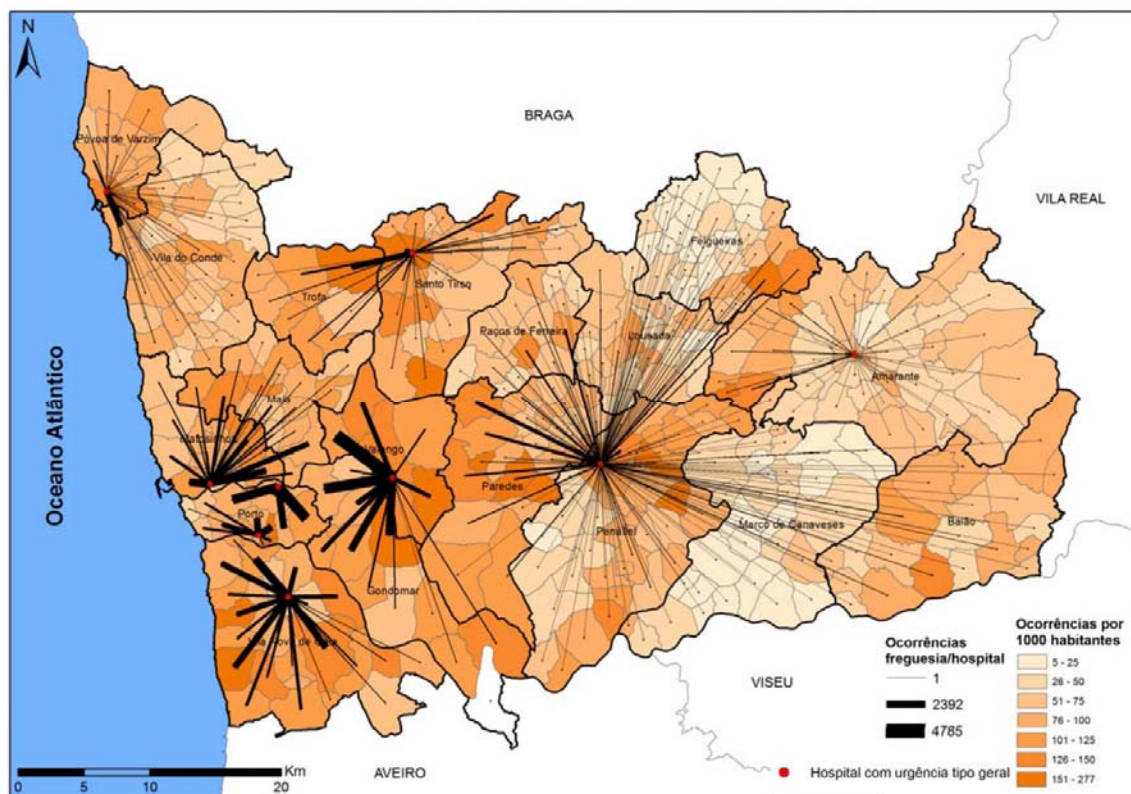 N
BRAGA
VILA REAL
Póvoa de Varzim
Vila do Conde
Felgueiras
Trofa
Santo Tirso
Paços de Ferreira
Lousada
Amarante
Maia
Matosinhos
Valongo
Paredes
Porto
Penafiel
Marco de Canaveses
Baião
Gondomar
Vila Nova de Gaia
Oceano Atlântico
VISEU
AVEIRO
Km
0 5 10 20
Ocorrências
freguesia/hospital
1
2392
4785
Hospital com urgência tipo geral
Ocorrências por
1000 habitantes
5 - 25
26 - 50
51 - 75
76 - 100
101 - 125
126 - 150
151 - 277